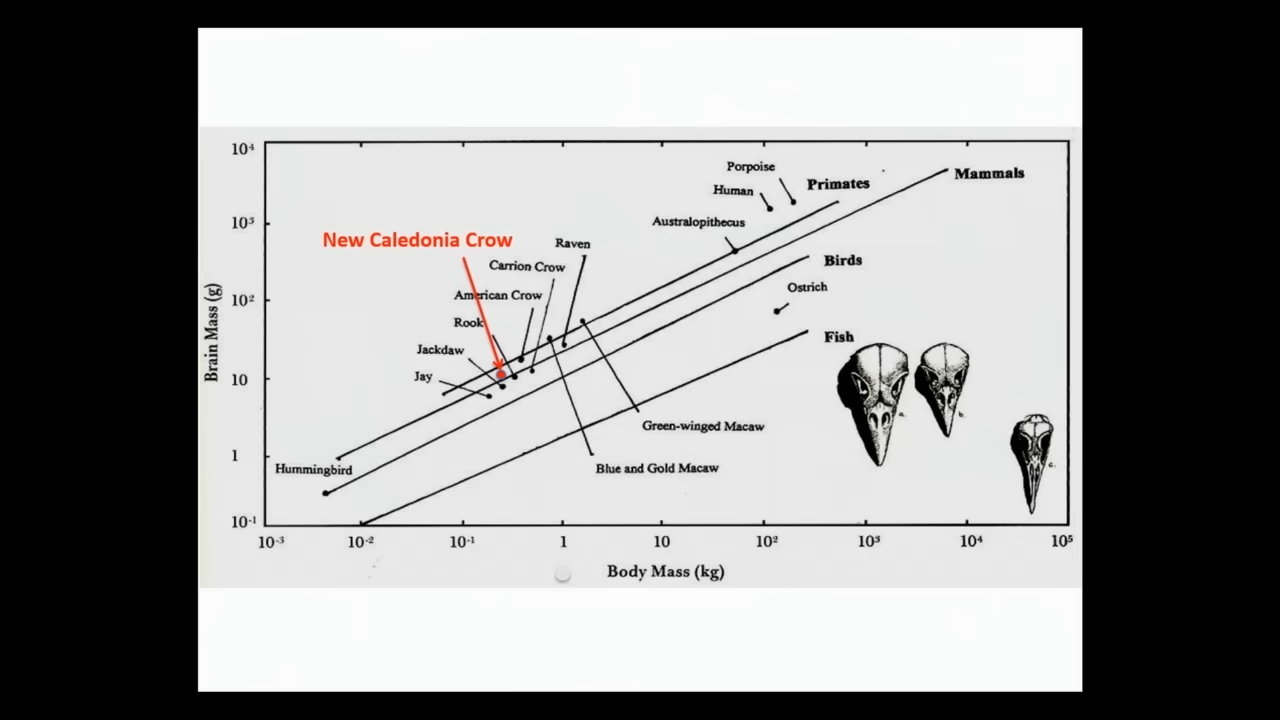 10⁴
10³
10²
10
1
10⁻¹
Brain Mass (g)
Porpoise
Human
Primates
Mammals
Australopithecus
New Caledonia Crow
Raven
Carrion Crow
American Crow
Rook
Jackdaw
Jay
Birds
Ostrich
Fish
Green-winged Macaw
Blue and Gold Macaw
Hummingbird
a.
b.
c.
10⁻³ 10⁻² 10⁻¹ 1 10 10² 10³ 10⁴ 10⁵
Body Mass (kg)